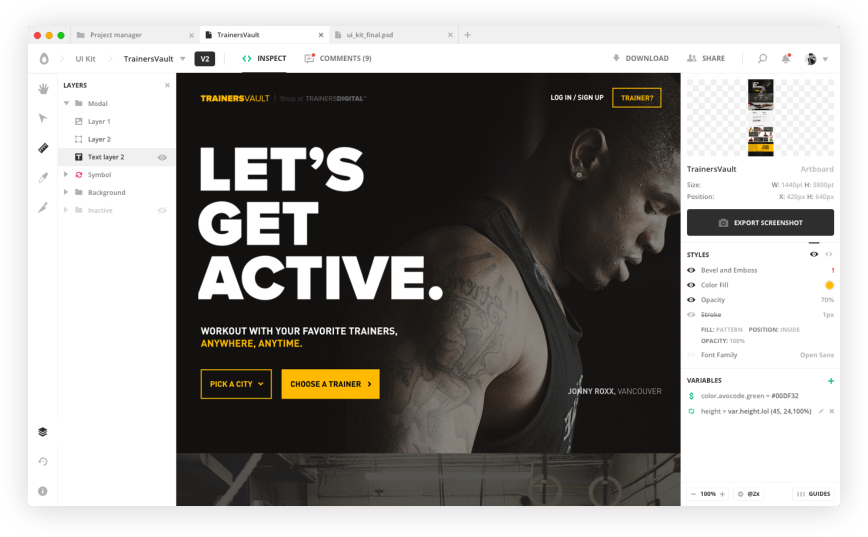 Project manager
TrainersVault
ui_kit_final.psd
UI Kit
TrainersVault
V2
INSPECT
COMMENTS (9)
DOWNLOAD
SHARE
LAYERS
Modal
Layer 1
Layer 2
Text layer 2
Symbol
Background
Inactive
TRAINERSVAULT
Shop at TRAINERSDIGITAL™
LOG IN / SIGN UP
TRAINER?
LET'S
GET
ACTIVE.
WORKOUT WITH YOUR FAVORITE TRAINERS,
ANYWHERE, ANYTIME.
PICK A CITY
CHOOSE A TRAINER
JONNY ROXX, VANCOUVER
TrainersVault Artboard
Size: W: 1440pt H: 3800pt
Position: X: 420px H: 640px
EXPORT SCREENSHOT
STYLES
Bevel and Emboss
Color Fill
Opacity 70%
Stroke 1px
FILL: PATTERN POSITION: INSIDE
OPACITY: 100%
Font Family Open Sans
VARIABLES
$ color.avocode.green = #00DF32
height = var.height.lol (45, 24,100%)
100%
@2x
GUIDES